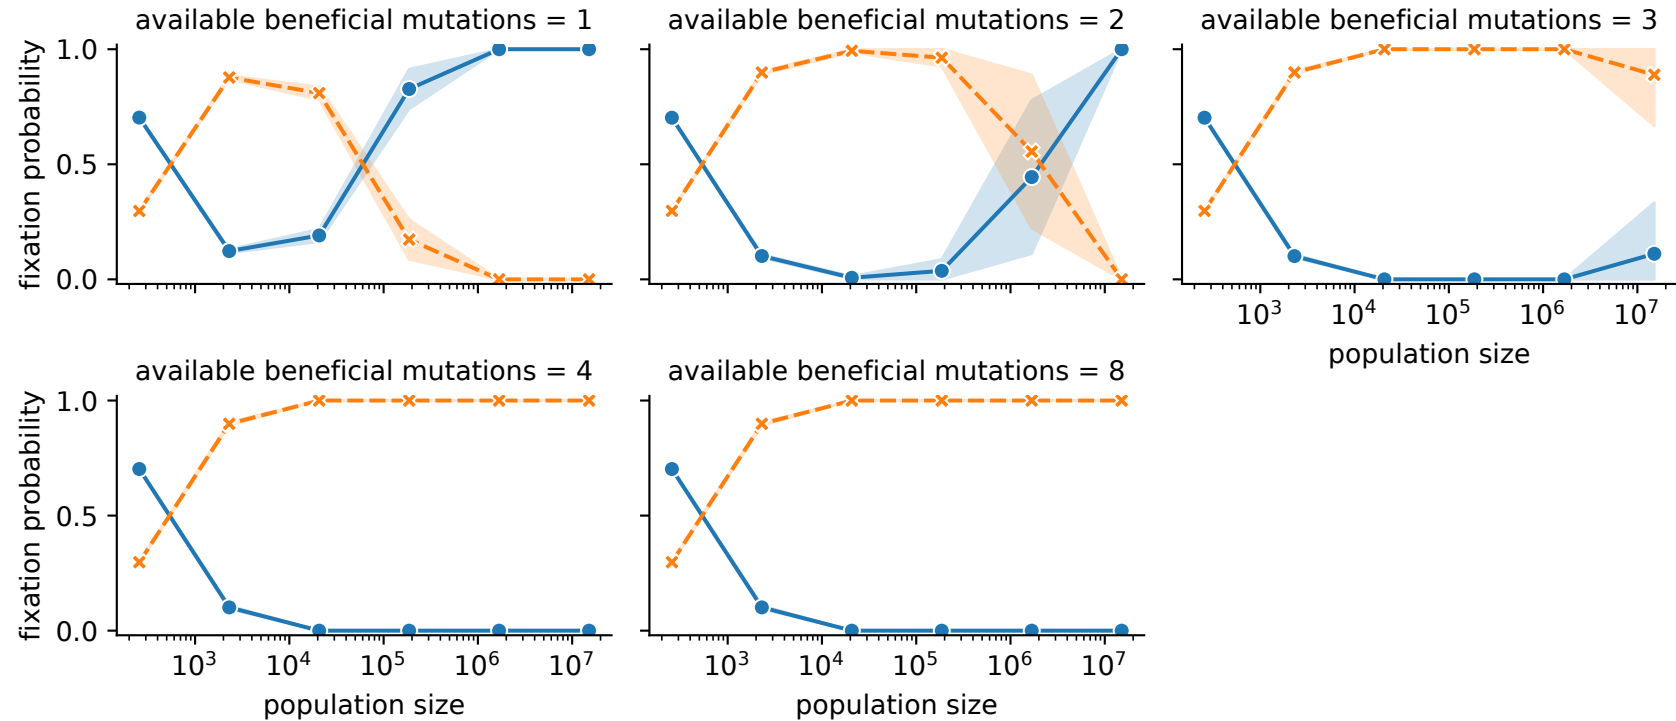 available beneficial mutations = 1
available beneficial mutations = 2
available beneficial mutations = 3
fixation probability
1.0
0.5
0.0
10³ 10⁴ 10⁵ 10⁶ 10⁷
population size
available beneficial mutations = 4
available beneficial mutations = 8
fixation probability
1.0
0.5
0.0
10³ 10⁴ 10⁵ 10⁶ 10⁷
population size
10³ 10⁴ 10⁵ 10⁶ 10⁷
population size